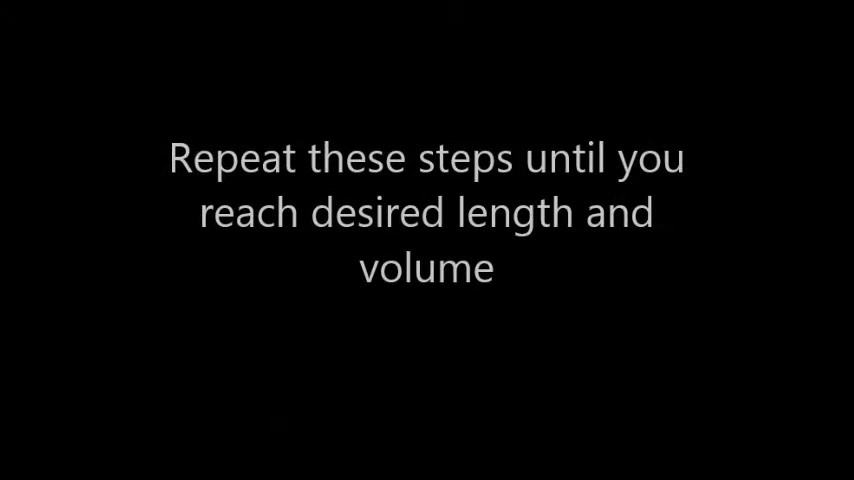 Repeat these steps until you
reach desired length and
volume